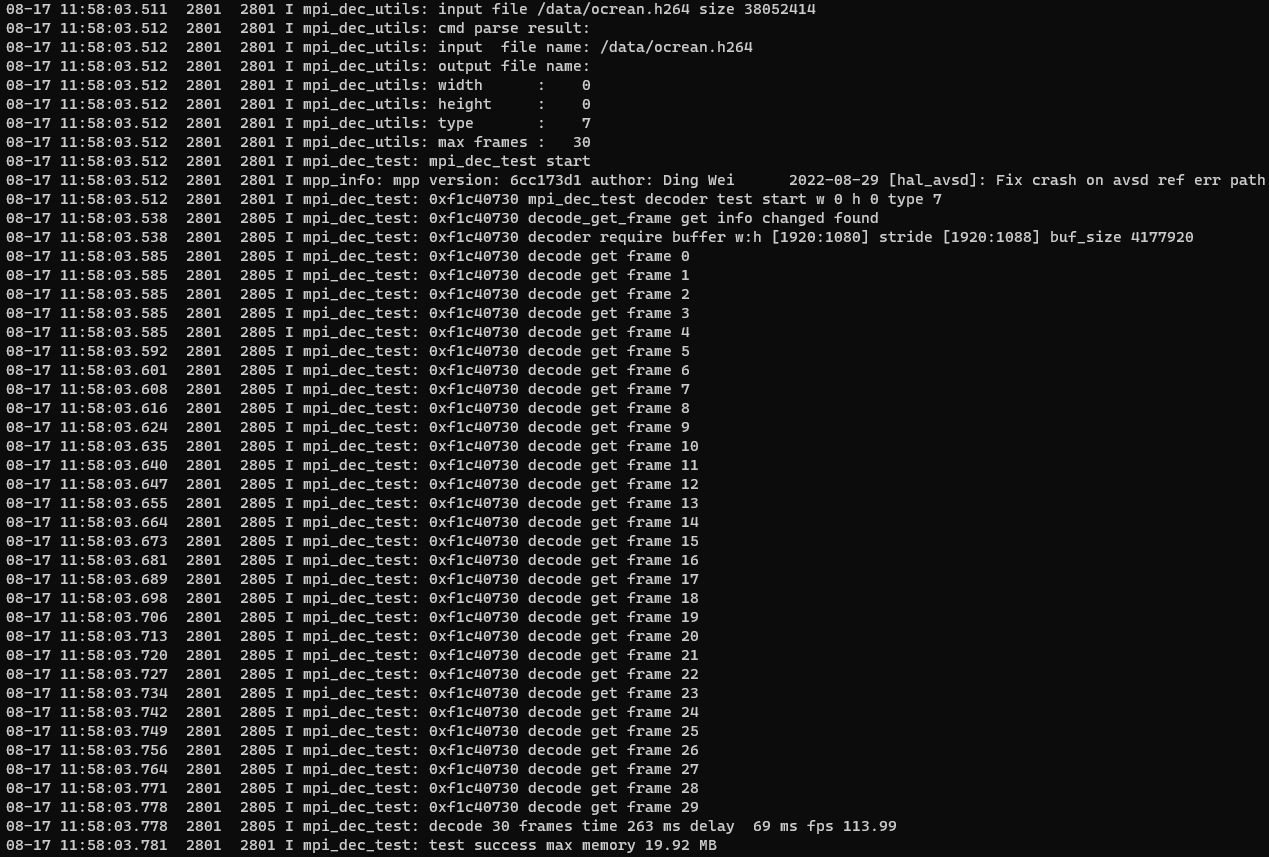 08-17 11:58:03.511  2801  2801 I mpi_dec_utils: input file /data/ocrean.h264 size 38052414
08-17 11:58:03.512  2801  2801 I mpi_dec_utils: cmd parse result:
08-17 11:58:03.512  2801  2801 I mpi_dec_utils: input  file name: /data/ocrean.h264
08-17 11:58:03.512  2801  2801 I mpi_dec_utils: output file name:
08-17 11:58:03.512  2801  2801 I mpi_dec_utils: width      :    0
08-17 11:58:03.512  2801  2801 I mpi_dec_utils: height     :    0
08-17 11:58:03.512  2801  2801 I mpi_dec_utils: type       :    7
08-17 11:58:03.512  2801  2801 I mpi_dec_utils: max frames :   30
08-17 11:58:03.512  2801  2801 I mpi_dec_test: mpi_dec_test start
08-17 11:58:03.512  2801  2801 I mpp_info: mpp version: 6cc173d1 author: Ding Wei      2022-08-29 [hal_avsd]: Fix crash on avsd ref err path
08-17 11:58:03.512  2801  2801 I mpi_dec_test: 0xf1c40730 mpi_dec_test decoder test start w 0 h 0 type 7
08-17 11:58:03.538  2801  2805 I mpi_dec_test: 0xf1c40730 decode_get_frame get info changed found
08-17 11:58:03.538  2801  2805 I mpi_dec_test: 0xf1c40730 decoder require buffer w:h [1920:1080] stride [1920:1088] buf_size 4177920
08-17 11:58:03.585  2801  2805 I mpi_dec_test: 0xf1c40730 decode get frame 0
08-17 11:58:03.585  2801  2805 I mpi_dec_test: 0xf1c40730 decode get frame 1
08-17 11:58:03.585  2801  2805 I mpi_dec_test: 0xf1c40730 decode get frame 2
08-17 11:58:03.585  2801  2805 I mpi_dec_test: 0xf1c40730 decode get frame 3
08-17 11:58:03.585  2801  2805 I mpi_dec_test: 0xf1c40730 decode get frame 4
08-17 11:58:03.592  2801  2805 I mpi_dec_test: 0xf1c40730 decode get frame 5
08-17 11:58:03.601  2801  2805 I mpi_dec_test: 0xf1c40730 decode get frame 6
08-17 11:58:03.608  2801  2805 I mpi_dec_test: 0xf1c40730 decode get frame 7
08-17 11:58:03.616  2801  2805 I mpi_dec_test: 0xf1c40730 decode get frame 8
08-17 11:58:03.624  2801  2805 I mpi_dec_test: 0xf1c40730 decode get frame 9
08-17 11:58:03.635  2801  2805 I mpi_dec_test: 0xf1c40730 decode get frame 10
08-17 11:58:03.640  2801  2805 I mpi_dec_test: 0xf1c40730 decode get frame 11
08-17 11:58:03.647  2801  2805 I mpi_dec_test: 0xf1c40730 decode get frame 12
08-17 11:58:03.655  2801  2805 I mpi_dec_test: 0xf1c40730 decode get frame 13
08-17 11:58:03.664  2801  2805 I mpi_dec_test: 0xf1c40730 decode get frame 14
08-17 11:58:03.673  2801  2805 I mpi_dec_test: 0xf1c40730 decode get frame 15
08-17 11:58:03.681  2801  2805 I mpi_dec_test: 0xf1c40730 decode get frame 16
08-17 11:58:03.689  2801  2805 I mpi_dec_test: 0xf1c40730 decode get frame 17
08-17 11:58:03.698  2801  2805 I mpi_dec_test: 0xf1c40730 decode get frame 18
08-17 11:58:03.706  2801  2805 I mpi_dec_test: 0xf1c40730 decode get frame 19
08-17 11:58:03.713  2801  2805 I mpi_dec_test: 0xf1c40730 decode get frame 20
08-17 11:58:03.720  2801  2805 I mpi_dec_test: 0xf1c40730 decode get frame 21
08-17 11:58:03.727  2801  2805 I mpi_dec_test: 0xf1c40730 decode get frame 22
08-17 11:58:03.734  2801  2805 I mpi_dec_test: 0xf1c40730 decode get frame 23
08-17 11:58:03.742  2801  2805 I mpi_dec_test: 0xf1c40730 decode get frame 24
08-17 11:58:03.749  2801  2805 I mpi_dec_test: 0xf1c40730 decode get frame 25
08-17 11:58:03.756  2801  2805 I mpi_dec_test: 0xf1c40730 decode get frame 26
08-17 11:58:03.764  2801  2805 I mpi_dec_test: 0xf1c40730 decode get frame 27
08-17 11:58:03.771  2801  2805 I mpi_dec_test: 0xf1c40730 decode get frame 28
08-17 11:58:03.778  2801  2805 I mpi_dec_test: 0xf1c40730 decode get frame 29
08-17 11:58:03.778  2801  2805 I mpi_dec_test: decode 30 frames time 263 ms delay  69 ms fps 113.99
08-17 11:58:03.781  2801  2801 I mpi_dec_test: test success max memory 19.92 MB